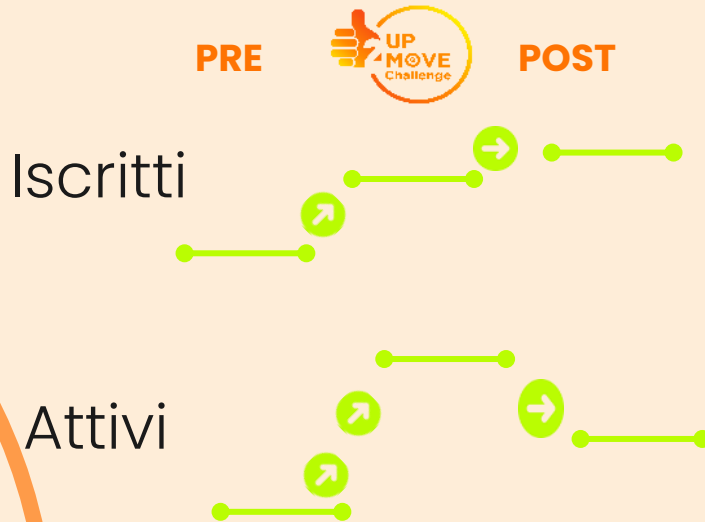 PRE
UP
MOVE
Challenge
POST
Iscritti
Attivi